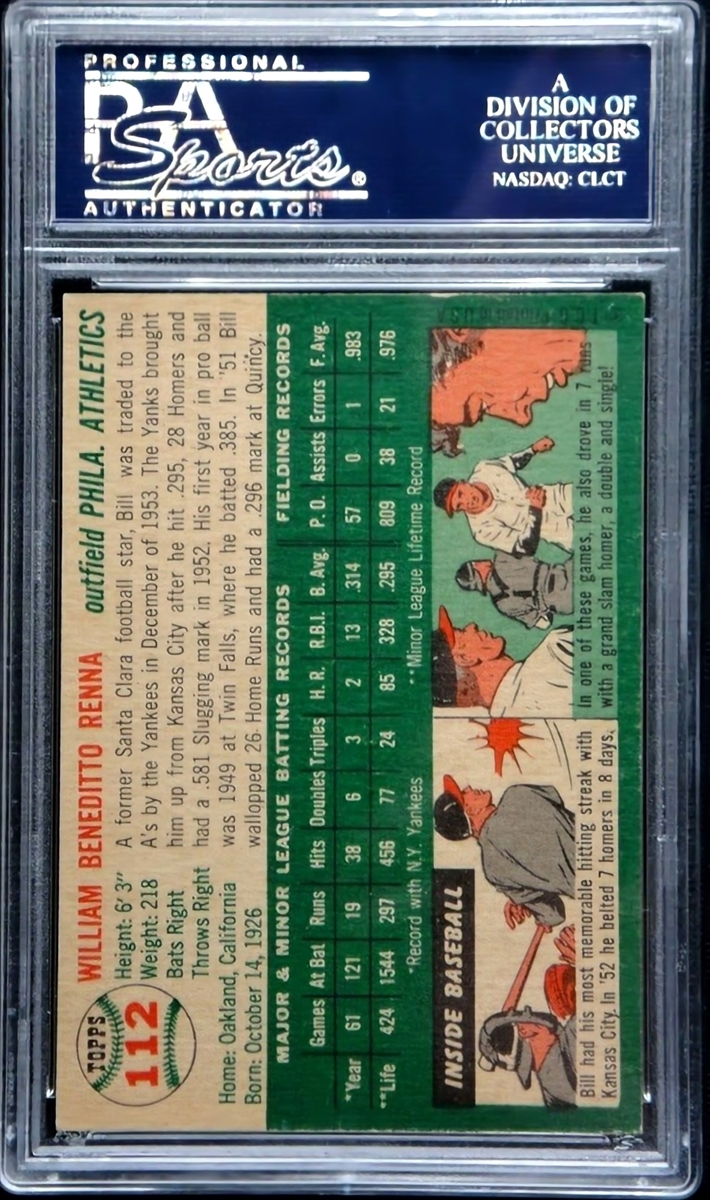 PROFESSIONAL
PSA
Sports®
AUTHENTICATOR
A
DIVISION OF
COLLECTORS
UNIVERSE
NASDAQ: CLCT
TOPPS
112
WILLIAM BENEDITTO RENNA outfield PHILA. ATHLETICS
Height: 6' 3"
Weight: 218
Bats Right
Throws Right
Home: Oakland, California
Born: October 14, 1926
A former Santa Clara football star, Bill was traded to the
A's by the Yankees in December of 1953. The Yanks brought
him up from Kansas City after he hit .295, 28 Homers and
had a .581 Slugging mark in 1952. His first year in pro ball
was 1949 at Twin Falls, where he batted .385. In '51 Bill
walloped 26 Home Runs and had a .296 mark at Quincy.
MAJOR & MINOR LEAGUE BATTING RECORDS FIELDING RECORDS
Games At Bat Runs Hits Doubles Triples H. R. R.B.I. B. Avg. P. O. Assists Errors F. Avg.
*Year 61 121 19 38 6 3 2 13 .314 57 0 1 .983
**Life 424 1544 297 456 77 24 85 328 .295 809 38 21 .976
*Record with N.Y. Yankees **Minor League Lifetime Record
INSIDE BASEBALL
Bill had his most memorable hitting streak with
Kansas City. In '52 he belted 7 homers in 8 days.
In one of these games, he also drove in 7 runs
with a grand slam homer, a double and single!
T.C.G. Printed in U.S.A.